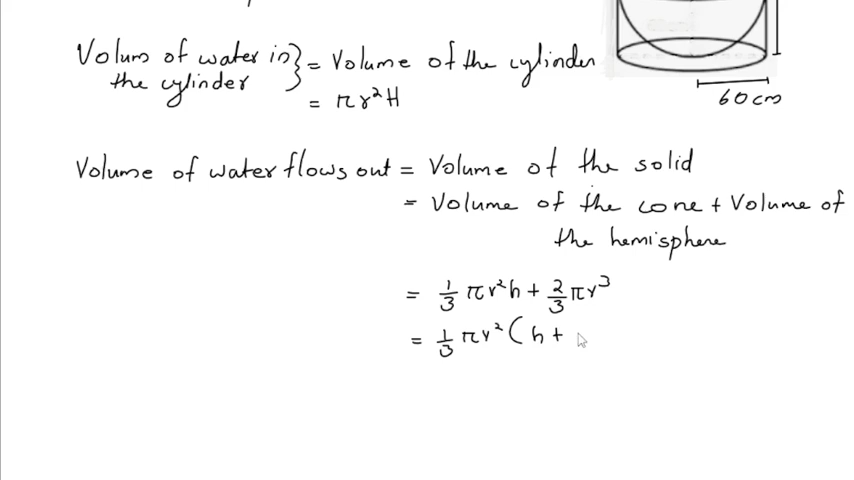 Volum of water in } = Volume of the cylinder
the cylinder
= πr²H
60cm
Volume of water flows out = Volume of the solid
= Volume of the cone + Volume of
the hemisphere
= 1/3 πr²h + 2/3 πr³
= 1/3 πr² ( h +